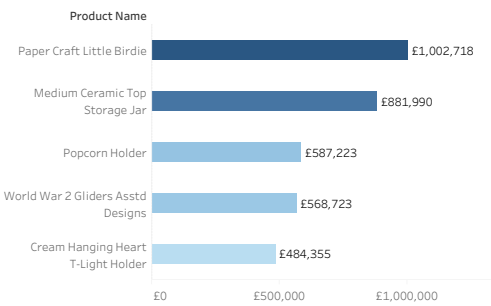 Product Name
Paper Craft Little Birdie
£1,002,718
Medium Ceramic Top
Storage Jar
£881,990
Popcorn Holder
£587,223
World War 2 Gliders Asstd
Designs
£568,723
Cream Hanging Heart
T-Light Holder
£484,355
£0
£500,000
£1,000,000